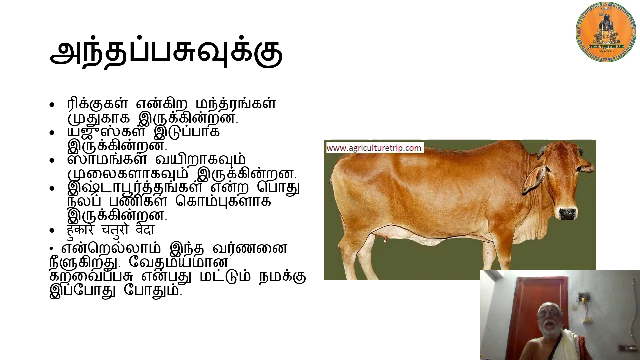 அந்தப்பசுவுக்கு
• ரிக்குகள் என்கிற மந்த்ரங்கள்
முதுகாக இருக்கின்றன.
• யஜுஸ்கள் இடுப்பாக
இருக்கின்றன.
• ஸாமங்கள் வயிறாகவும்
முலைகளாகவும் இருக்கின்றன.
• இஷ்டாபூர்த்தங்கள் என்ற பொது
நலப் பணிகள் கொம்புகளாக
இருக்கின்றன.
• हुंकारे चतुरो वेदा
• என்றெல்லாம் இந்த வர்ணனை
நீளுகிறது. வேதமயமான
கறவைப்பசு என்பது மட்டும் நமக்கு
இப்போது போதும்.
www.agriculturetrip.com